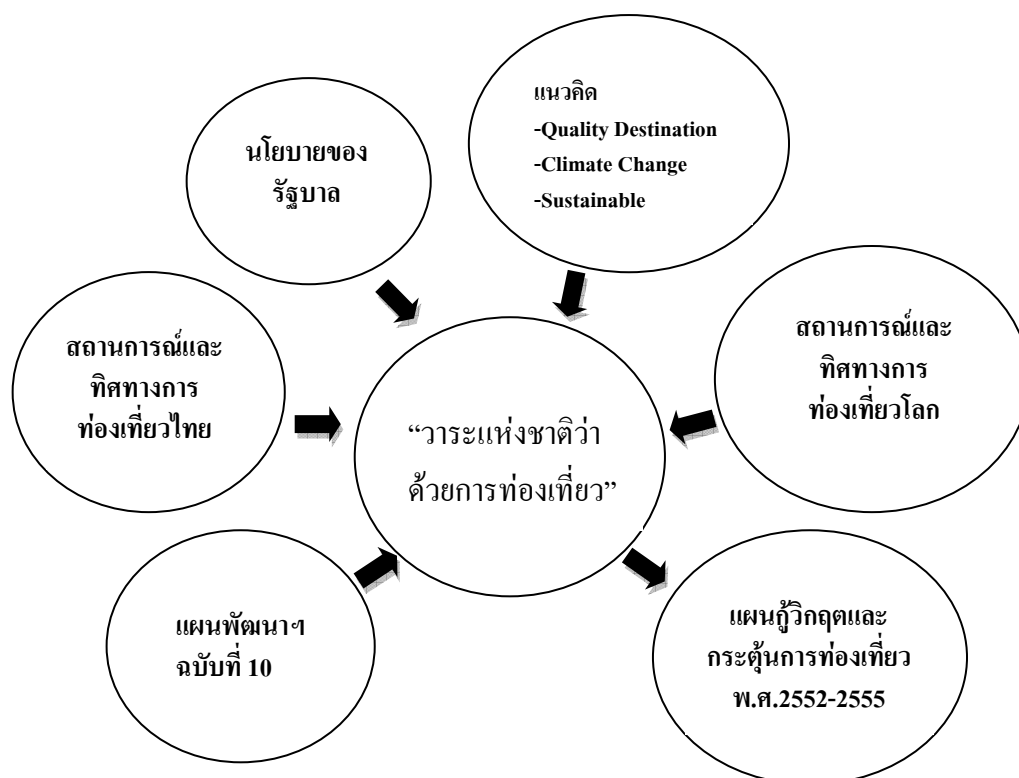 แนวคิด
-Quality Destination
-Climate Change
-Sustainable
นโยบายของ
รัฐบาล
สถานการณ์และ
ทิศทางการ
ท่องเที่ยวไทย
สถานการณ์และ
ทิศทางการ
ท่องเที่ยวโลก
“วาระแห่งชาติว่า
ด้วยการท่องเที่ยว”
แผนพัฒนาฯ
ฉบับที่ 10
แผนกู้วิกฤตและ
กระตุ้นการท่องเที่ยว
พ.ศ.2552-2555